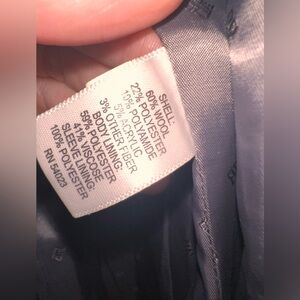 SHELL:
60% WOOL
22% POLYESTER
10% POLYAMIDE
5% ACRYLIC
3% OTHER FIBER
BODY LINING:
59% POLYESTER
41% VISCOSE
SLEEVE LINING:
100% POLYESTER
RN 54023